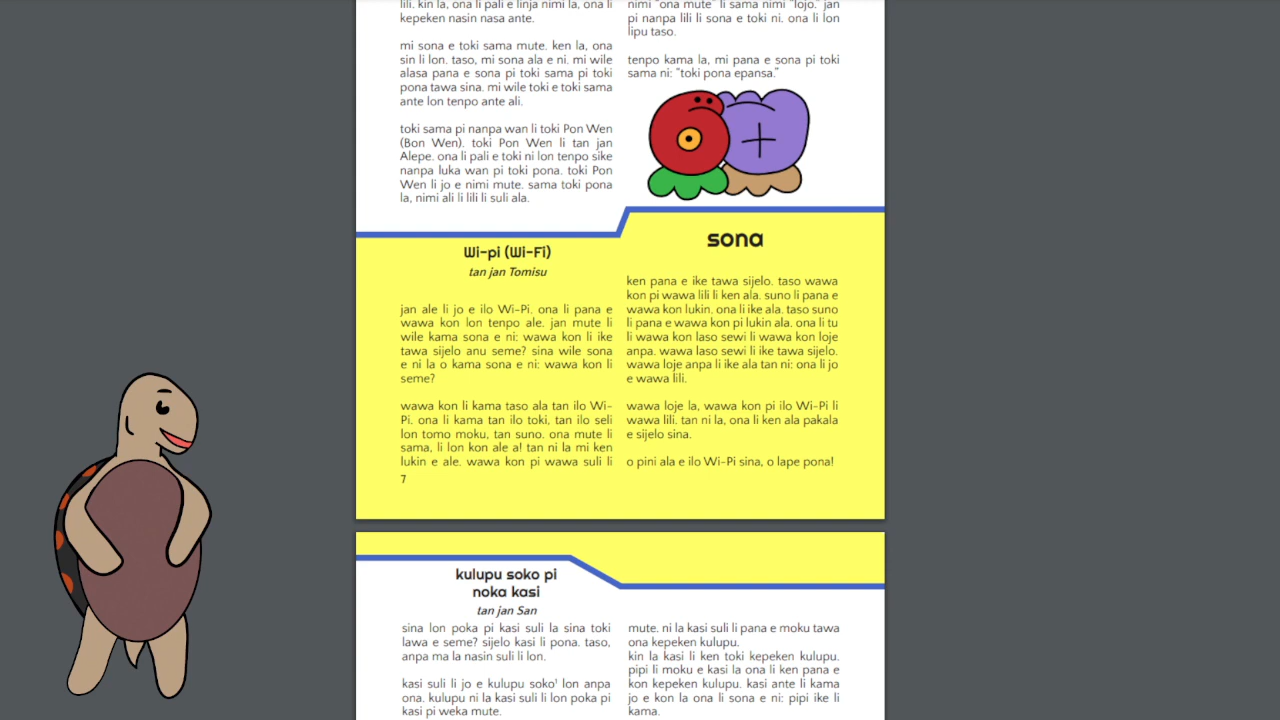 lili. kin la, ona li pali e linja nimi la, ona li
kepeken nasin nasa ante.
mi sona e toki sama mute. ken la, ona
sin li lon. taso, mi sona ala e ni. mi wile
alasa pana e sona pi toki sama pi toki
pona tawa sina. mi wile toki e toki sama
ante lon tempo ante ali.
toki sama pi nanpa wan li toki Pon Wen
(Bon Wen). toki Pon Wen li tan jan
Alepe. ona li pali e toki ni lon tempo sike
nanpa luka wan pi toki pona. toki Pon
Wen li jo e nimi mute. sama toki pona
la, nimi ali li lili li suli ala.
nimi "ona mute" li sama nimi "lojo." jan
pi nanpa lili li sona e toki ni. ona li lon
lipu taso.
tenpo kama la, mi pana e sona pi toki
sama ni: "toki pona epansa."
Wi-pi (Wi-Fi)
tan jan Tomisu
jan ale li jo e ilo Wi-Pi. ona li pana e
wawa kon lon tenpo ale. jan mute li
wile kama sona e ni: wawa kon li ike
tawa sijelo anu seme? sina wile sona
e ni la o kama sona e ni: wawa kon li
seme?
wawa kon li kama taso ala tan ilo Wi-
Pi. ona li kama tan ilo toki, tan ilo seli
lon tomo moku, tan suno. ona mute li
sama, li lon kon ale a! tan ni la mi ken
lukin e ale. wawa kon pi wawa suli li
7
sona
ken pana e ike tawa sijelo. taso wawa
kon pi wawa lili li ken ala. suno li pana e
wawa kon lukin. ona li ike ala. taso suno
li pana e wawa kon pi lukin ala. ona li tu
li wawa kon laso sewi li wawa kon loje
anpa. wawa laso sewi li ike tawa sijelo.
wawa loje anpa li ike ala tan ni: ona li jo
e wawa lili.
wawa loje la, wawa kon pi ilo Wi-Pi li
wawa lili. tan ni la, ona li ken ala pakala
e sijelo sina.
o pini ala e ilo Wi-Pi sina, o lape pona!
kulupu soko pi
noka kasi
tan jan San
sina lon poka pi kasi suli la sina toki
lawa e seme? sijelo kasi li pona. taso,
anpa ma la nasin suli li lon.
kasi suli li jo e kulupu soko¹ lon anpa
ona. kulupu ni la kasi suli li lon poka pi
kasi pi weka mute.
mute. ni la kasi suli li pana e moku tawa
ona kepeken kulupu.
kin la kasi li ken toki kepeken kulupu.
pipi li moku e kasi la ona li ken pana e
kon kepeken kulupu. kasi ante li kama
jo e kon la ona li sona e ni: pipi ike li
kama.